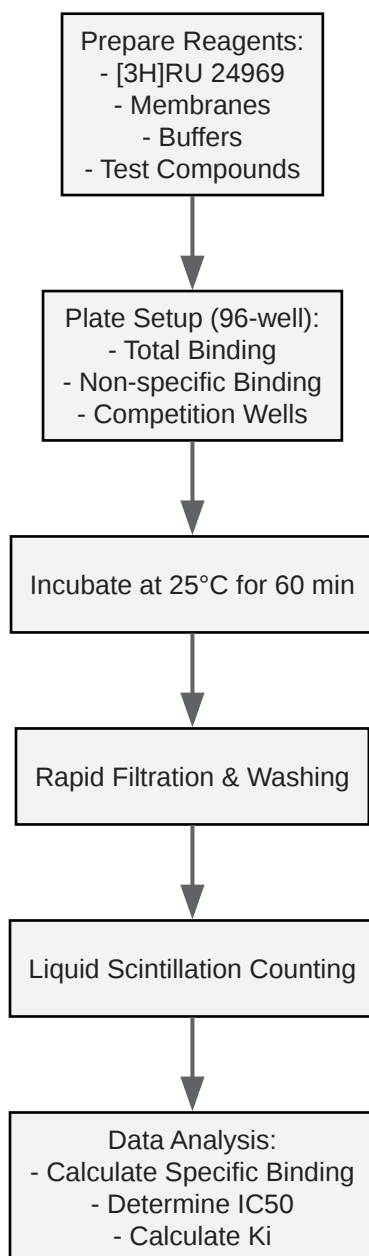 Prepare Reagents:
- [3H]RU 24969
- Membranes
- Buffers
- Test Compounds
Plate Setup (96-well):
- Total Binding
- Non-specific Binding
- Competition Wells
Incubate at 25°C for 60 min
Rapid Filtration & Washing
Liquid Scintillation Counting
Data Analysis:
- Calculate Specific Binding
- Determine IC50
- Calculate Ki